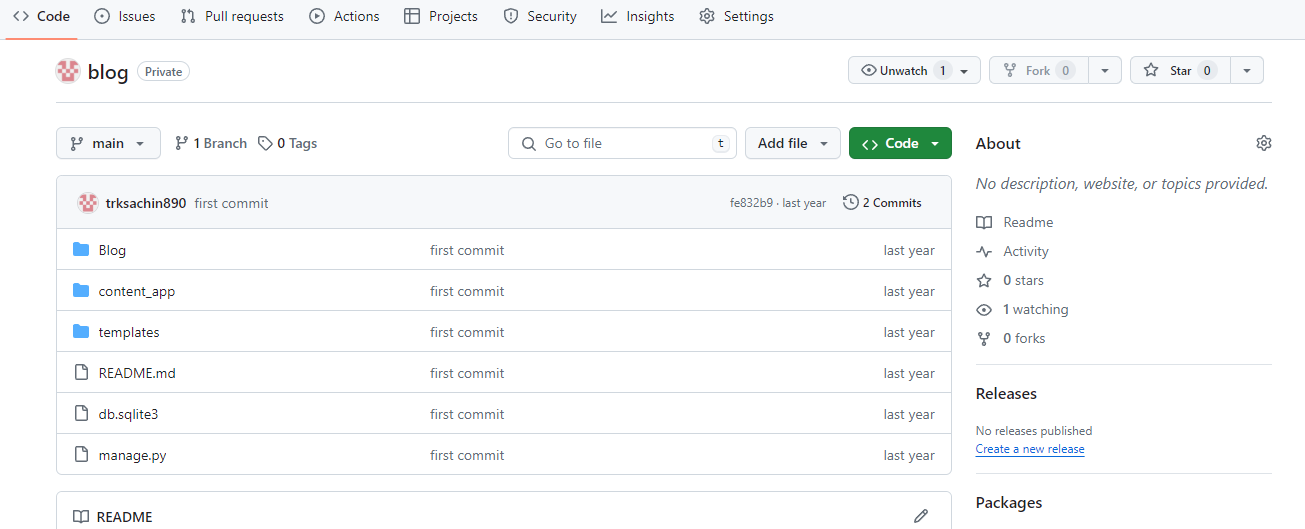 Code Issues Pull requests Actions Projects Security Insights Settings
blog Private Unwatch 1 Fork 0 Star 0
main 1 Branch 0 Tags Go to file t Add file Code
About
No description, website, or topics provided.
trksachin890 first commit fe832b9 · last year 2 Commits
Blog first commit last year
content_app first commit last year
templates first commit last year
README.md first commit last year
db.sqlite3 first commit last year
manage.py first commit last year
README
Readme
Activity
0 stars
1 watching
0 forks
Releases
No releases published
Create a new release
Packages